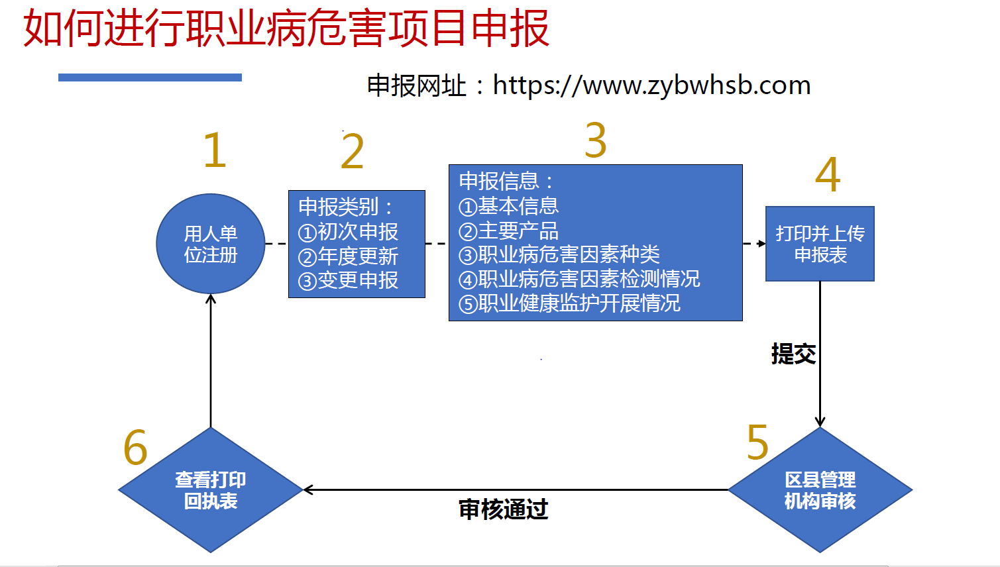 如何进行职业病危害项目申报
申报网址：https://www.zybwhsb.com
1
用人单
位注册
2
申报类别：
①初次申报
②年度更新
③变更申报
3
申报信息：
①基本信息
②主要产品
③职业病危害因素种类
④职业病危害因素检测情况
⑤职业健康监护开展情况
4
打印并上传
申报表
提交
5
区县管理
机构审核
审核通过
6
查看打印
回执表